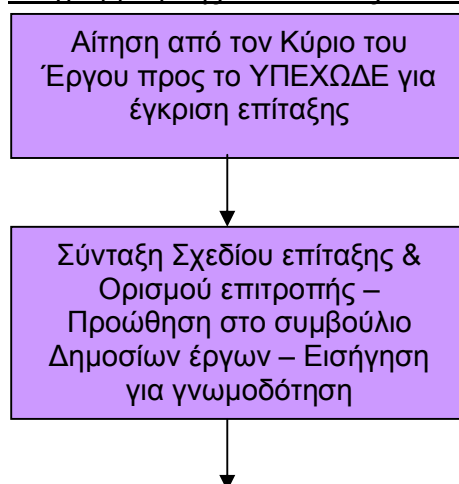 Αίτηση από τον Κύριο του
Έργου προς το ΥΠΕΧΩΔΕ για
έγκριση επίταξης
Σύνταξη Σχεδίου επίταξης &
Ορισμού επιτροπής –
Προώθηση στο συμβούλιο
Δημοσίων έργων – Εισήγηση
για γνωμοδότηση